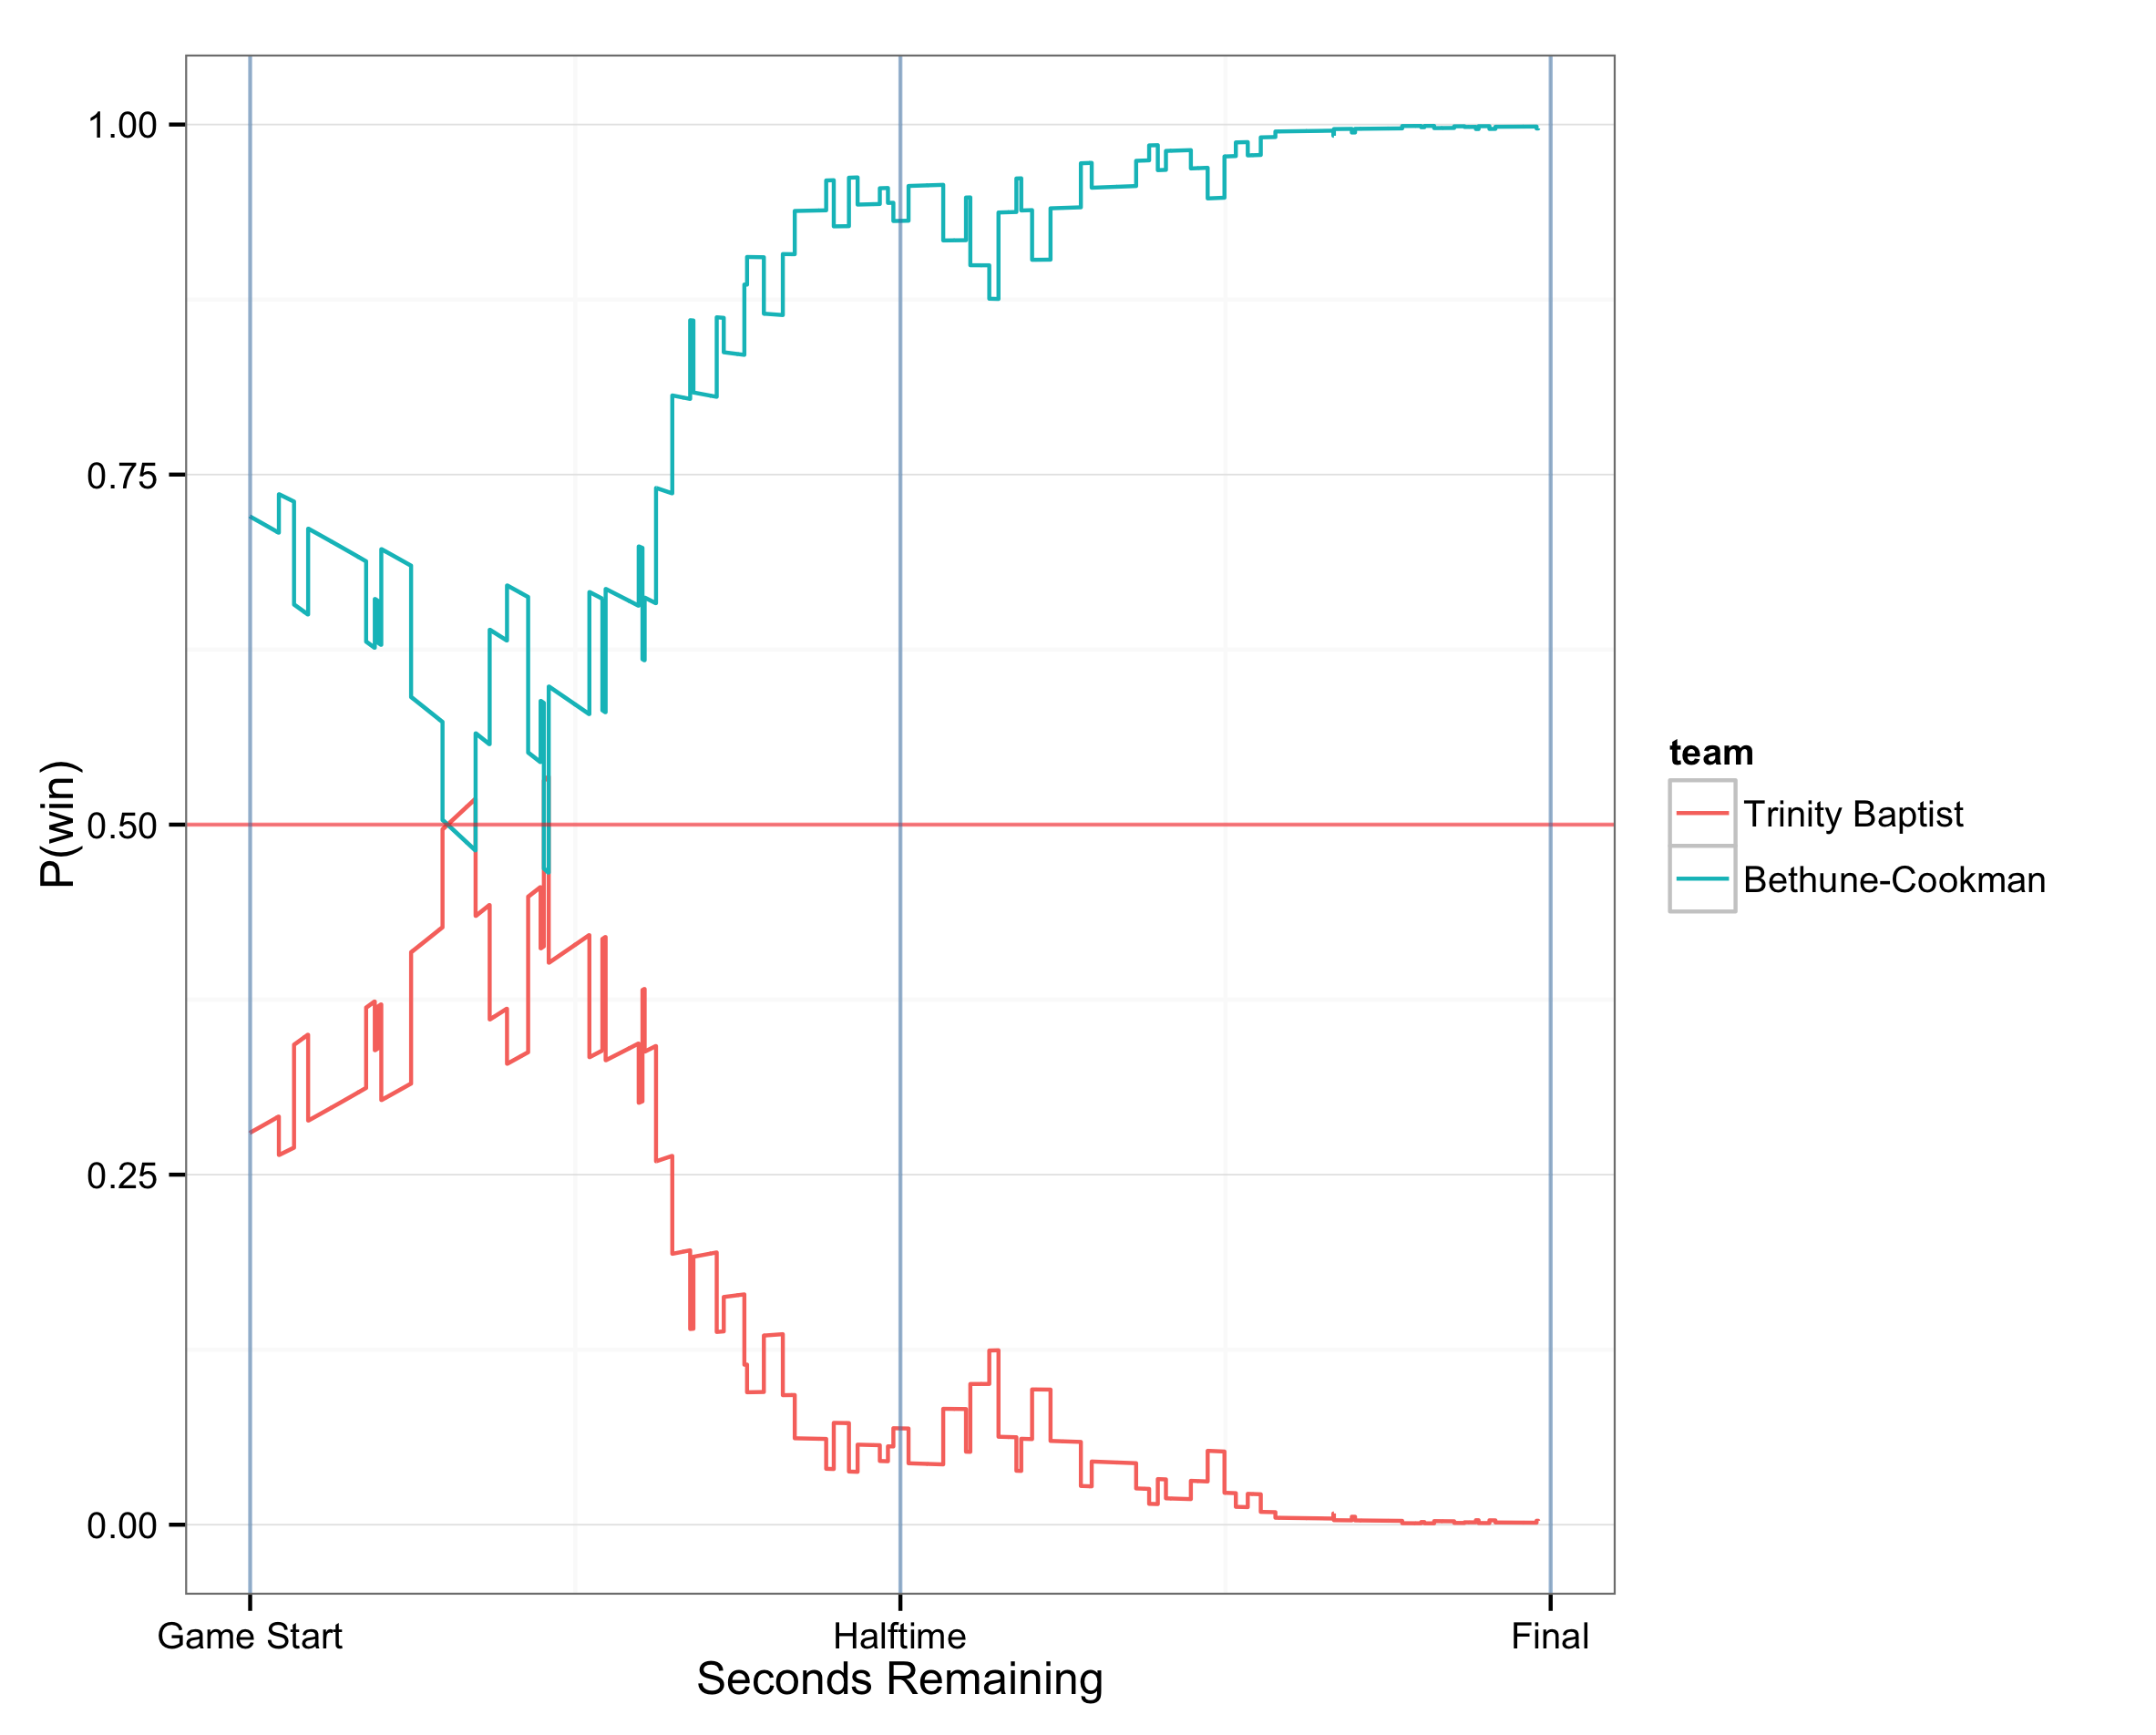 P(win)
1.00
0.75
0.50
0.25
0.00
Game Start
Halftime
Final
Seconds Remaining
team
Trinity Baptist
Bethune-Cookman